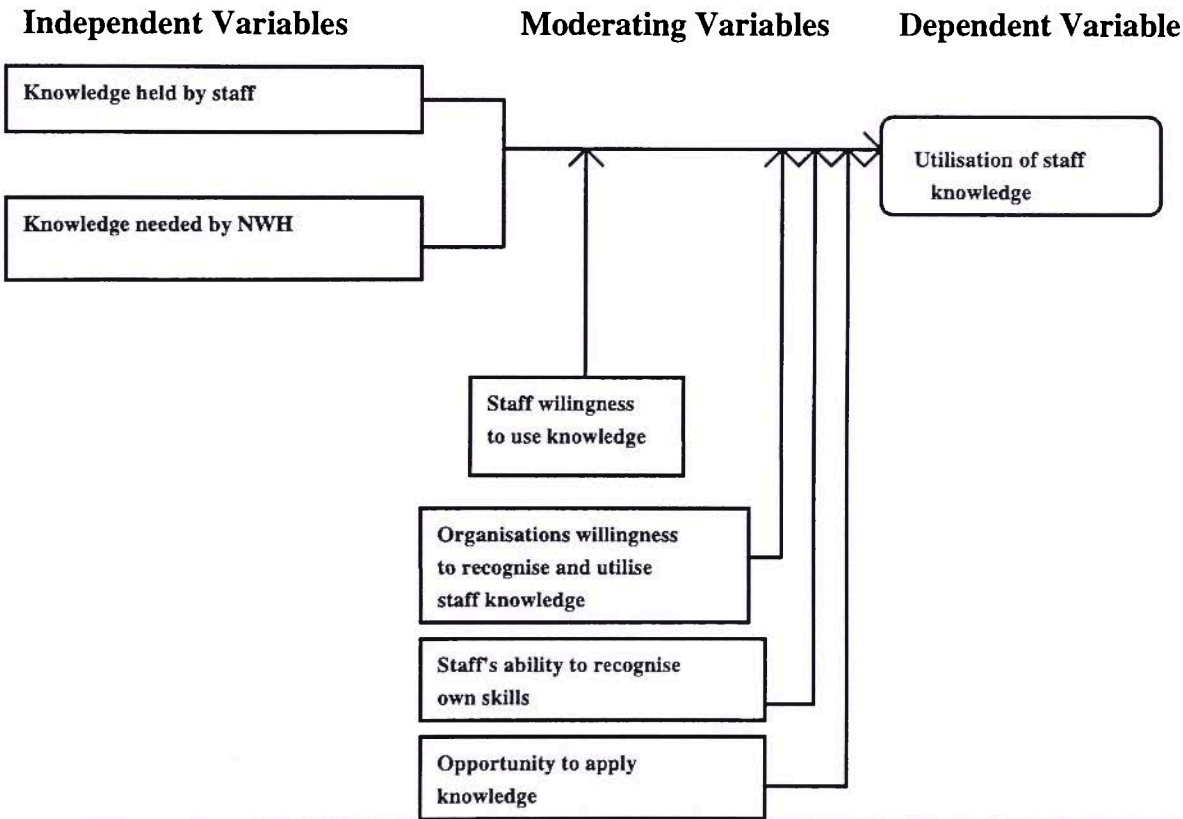 Independent Variables
Moderating Variables
Dependent Variable
Knowledge held by staff
Knowledge needed by NWH
Utilisation of staff
knowledge
Staff wilingness
to use knowledge
Organisations willingness
to recognise and utilise
staff knowledge
Staff's ability to recognise
own skills
Opportunity to apply
knowledge